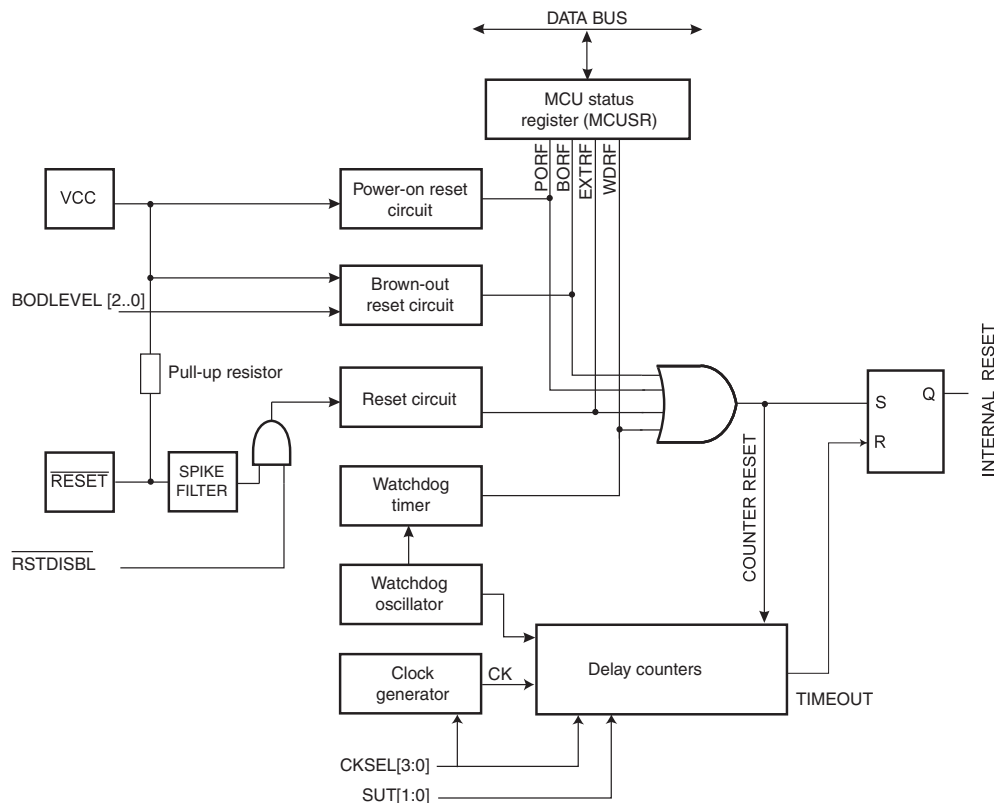 DATA BUS
MCU status
register (MCUSR)
PORF
BORF
EXTRF
WDRF
VCC
Power-on reset
circuit
Brown-out
reset circuit
BODLEVEL [2..0]
Pull-up resistor
Reset circuit
RESET
SPIKE
FILTER
RSTDISBL
Watchdog
timer
Watchdog
oscillator
Clock
generator
CK
Delay counters
COUNTER RESET
S
R
Q
INTERNAL RESET
TIMEOUT
CKSEL[3:0]
SUT[1:0]